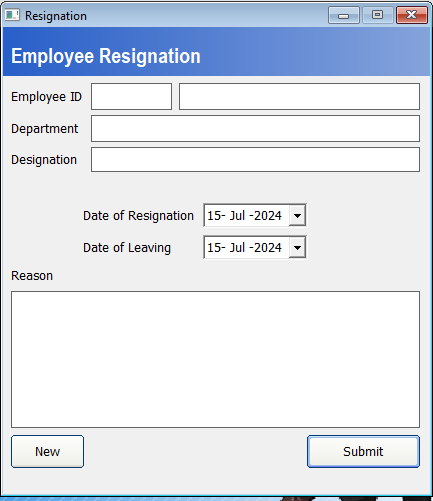 Resignation
Employee Resignation
Employee ID
Department
Designation
Date of Resignation 15- Jul -2024
Date of Leaving 15- Jul -2024
Reason
New Submit